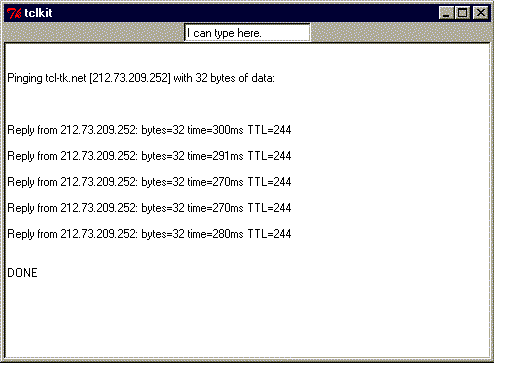 tclkit
I can type here.
Pinging tcl-tk.net [212.73.209.252] with 32 bytes of data:
Reply from 212.73.209.252: bytes=32 time=300ms TTL=244
Reply from 212.73.209.252: bytes=32 time=291ms TTL=244
Reply from 212.73.209.252: bytes=32 time=270ms TTL=244
Reply from 212.73.209.252: bytes=32 time=270ms TTL=244
Reply from 212.73.209.252: bytes=32 time=280ms TTL=244
DONE